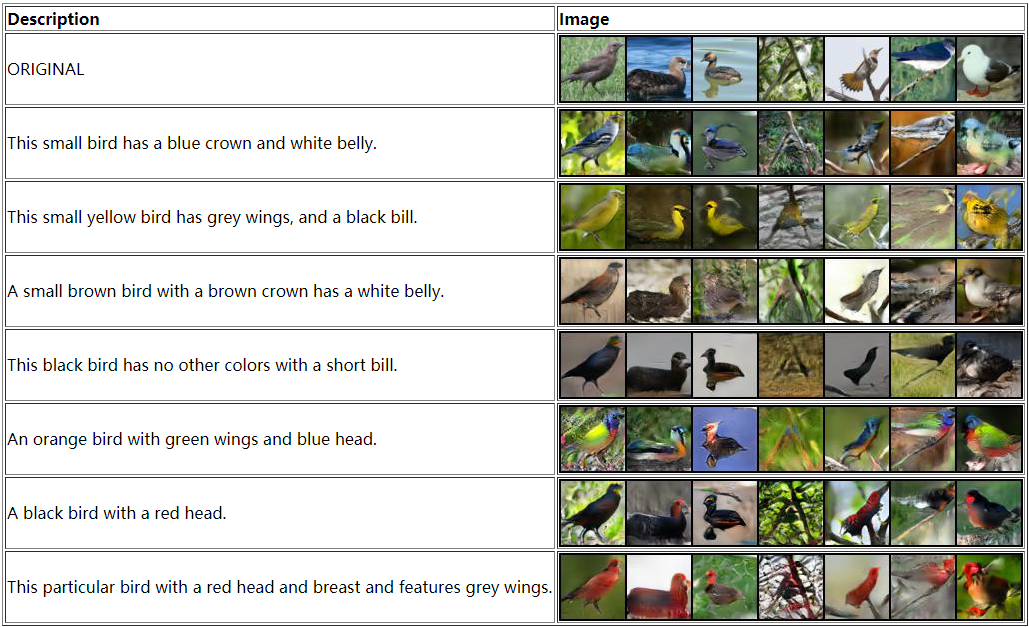 Description Image
ORIGINAL
This small bird has a blue crown and white belly.
This small yellow bird has grey wings, and a black bill.
A small brown bird with a brown crown has a white belly.
This black bird has no other colors with a short bill.
An orange bird with green wings and blue head.
A black bird with a red head.
This particular bird with a red head and breast and features grey wings.